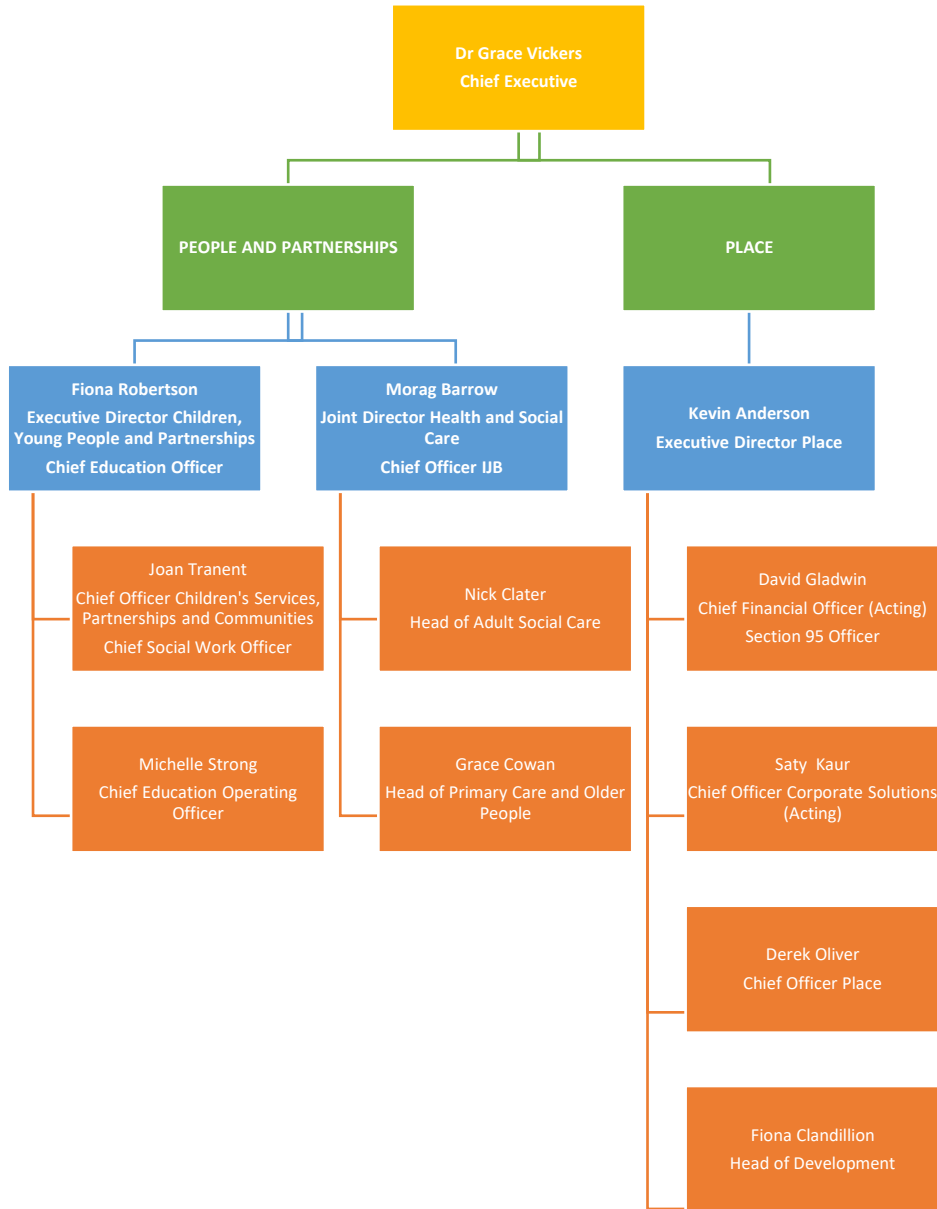 Dr Grace Vickers
Chief Executive
PEOPLE AND PARTNERSHIPS
PLACE
Fiona Robertson
Executive Director Children,
Young People and Partnerships
Chief Education Officer
Morag Barrow
Joint Director Health and Social
Care
Chief Officer IJB
Kevin Anderson
Executive Director Place
Joan Tranent
Chief Officer Children's Services,
Partnerships and Communities
Chief Social Work Officer
Nick Clater
Head of Adult Social Care
David Gladwin
Chief Financial Officer (Acting)
Section 95 Officer
Michelle Strong
Chief Education Operating
Officer
Grace Cowan
Head of Primary Care and Older
People
Saty  Kaur
Chief Officer Corporate Solutions
(Acting)
Derek Oliver
Chief Officer Place
Fiona Clandillion
Head of Development